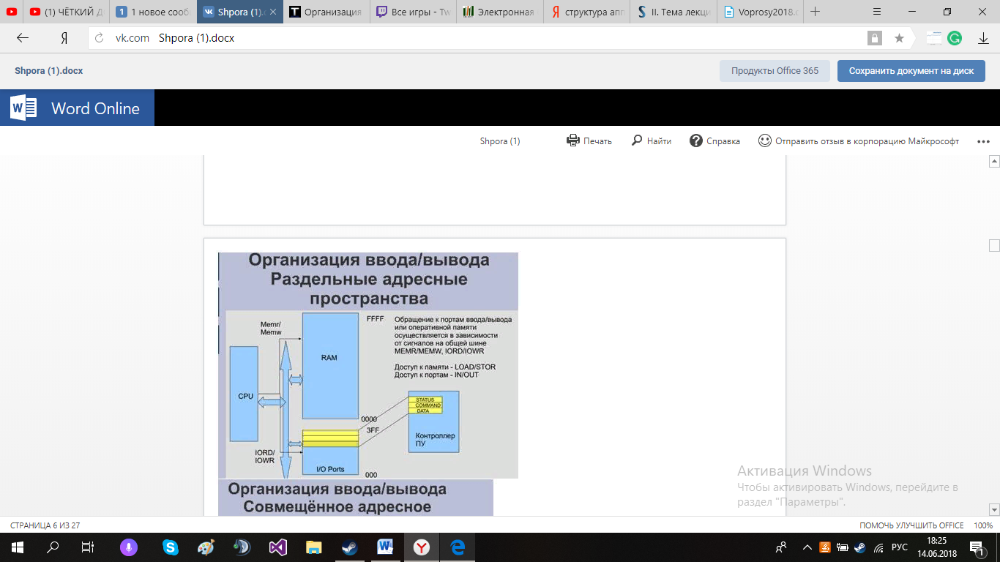 (1) ЧЁТКИЙ Д
1 новое сооб
Shpora (1).
Организация
Все игры - Tw
Электронная
структура апп
II. Тема лекци
Voprosy2018.
vk.com Shpora (1).docx
Shpora (1).docx
Продукты Office 365
Сохранить документ на диск
Word Online
Shpora (1)
Печать
Найти
Справка
Отправить отзыв в корпорацию Майкрософт
Организация ввода/вывода
Раздельные адресные
пространства
Memr/
Memw
FFFF
RAM
CPU
0000
3FF
IORD/
IOWR
I/O Ports
000
Обращение к портам ввода/вывода
или оперативной памяти
осуществляется в зависимости
от сигналов на общей шине
MEMR/MEMW, IORD/IOWR
Доступ к памяти - LOAD/STOR
Доступ к портам - IN/OUT
STATUS
COMMAND
DATA
Контроллер
ПУ
Организация ввода/вывода
Совмещённое адресное
Активация Windows
Чтобы активировать Windows, перейдите в
раздел "Параметры".
СТРАНИЦА 6 ИЗ 27
ПОМОЧЬ УЛУЧШИТЬ OFFICE
100%
РУС
18:25
14.06.2018